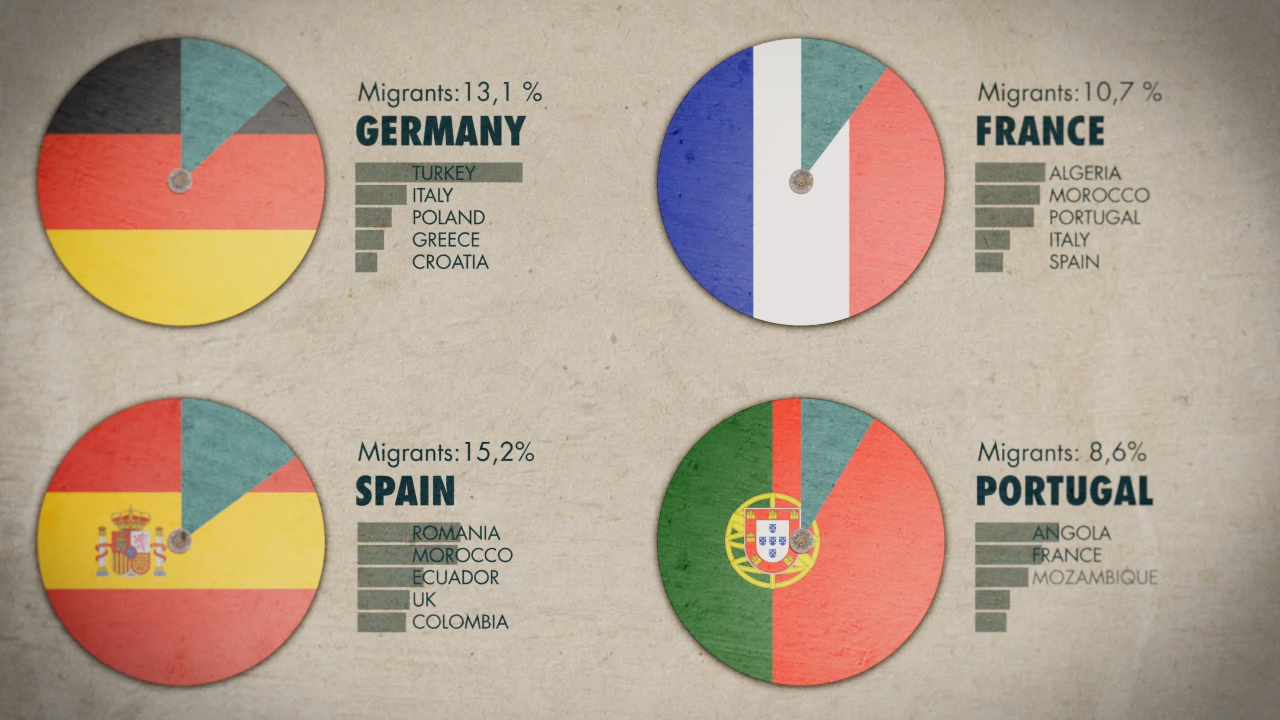 Migrants: 13,1 %
GERMANY
TURKEY
ITALY
POLAND
GREECE
CROATIA
Migrants: 10,7 %
FRANCE
ALGERIA
MOROCCO
PORTUGAL
ITALY
SPAIN
Migrants: 15,2%
SPAIN
ROMANIA
MOROCCO
ECUADOR
UK
COLOMBIA
Migrants: 8,6%
PORTUGAL
ANGOLA
FRANCE
MOZAMBIQUE